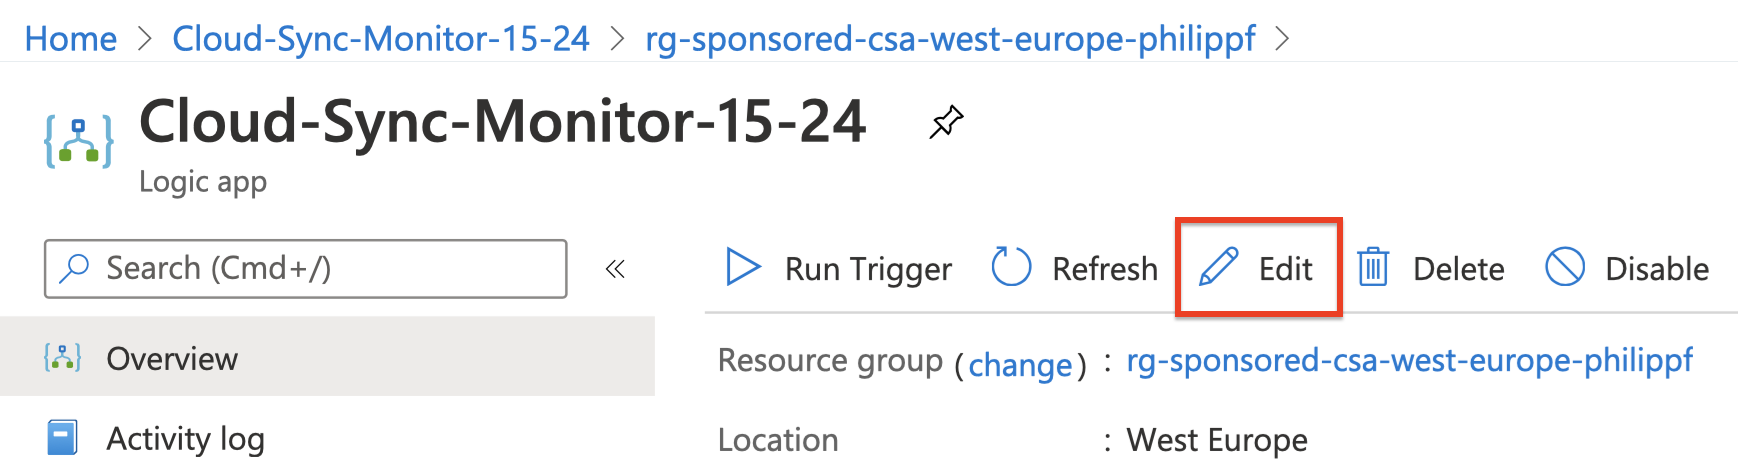 Home > Cloud-Sync-Monitor-15-24 > rg-sponsored-csa-west-europe-philippf >
Cloud-Sync-Monitor-15-24
Logic app
Search (Cmd+/) «
Run Trigger Refresh Edit Delete Disable
Overview
Resource group (change) : rg-sponsored-csa-west-europe-philippf
Activity log
Location : West Europe